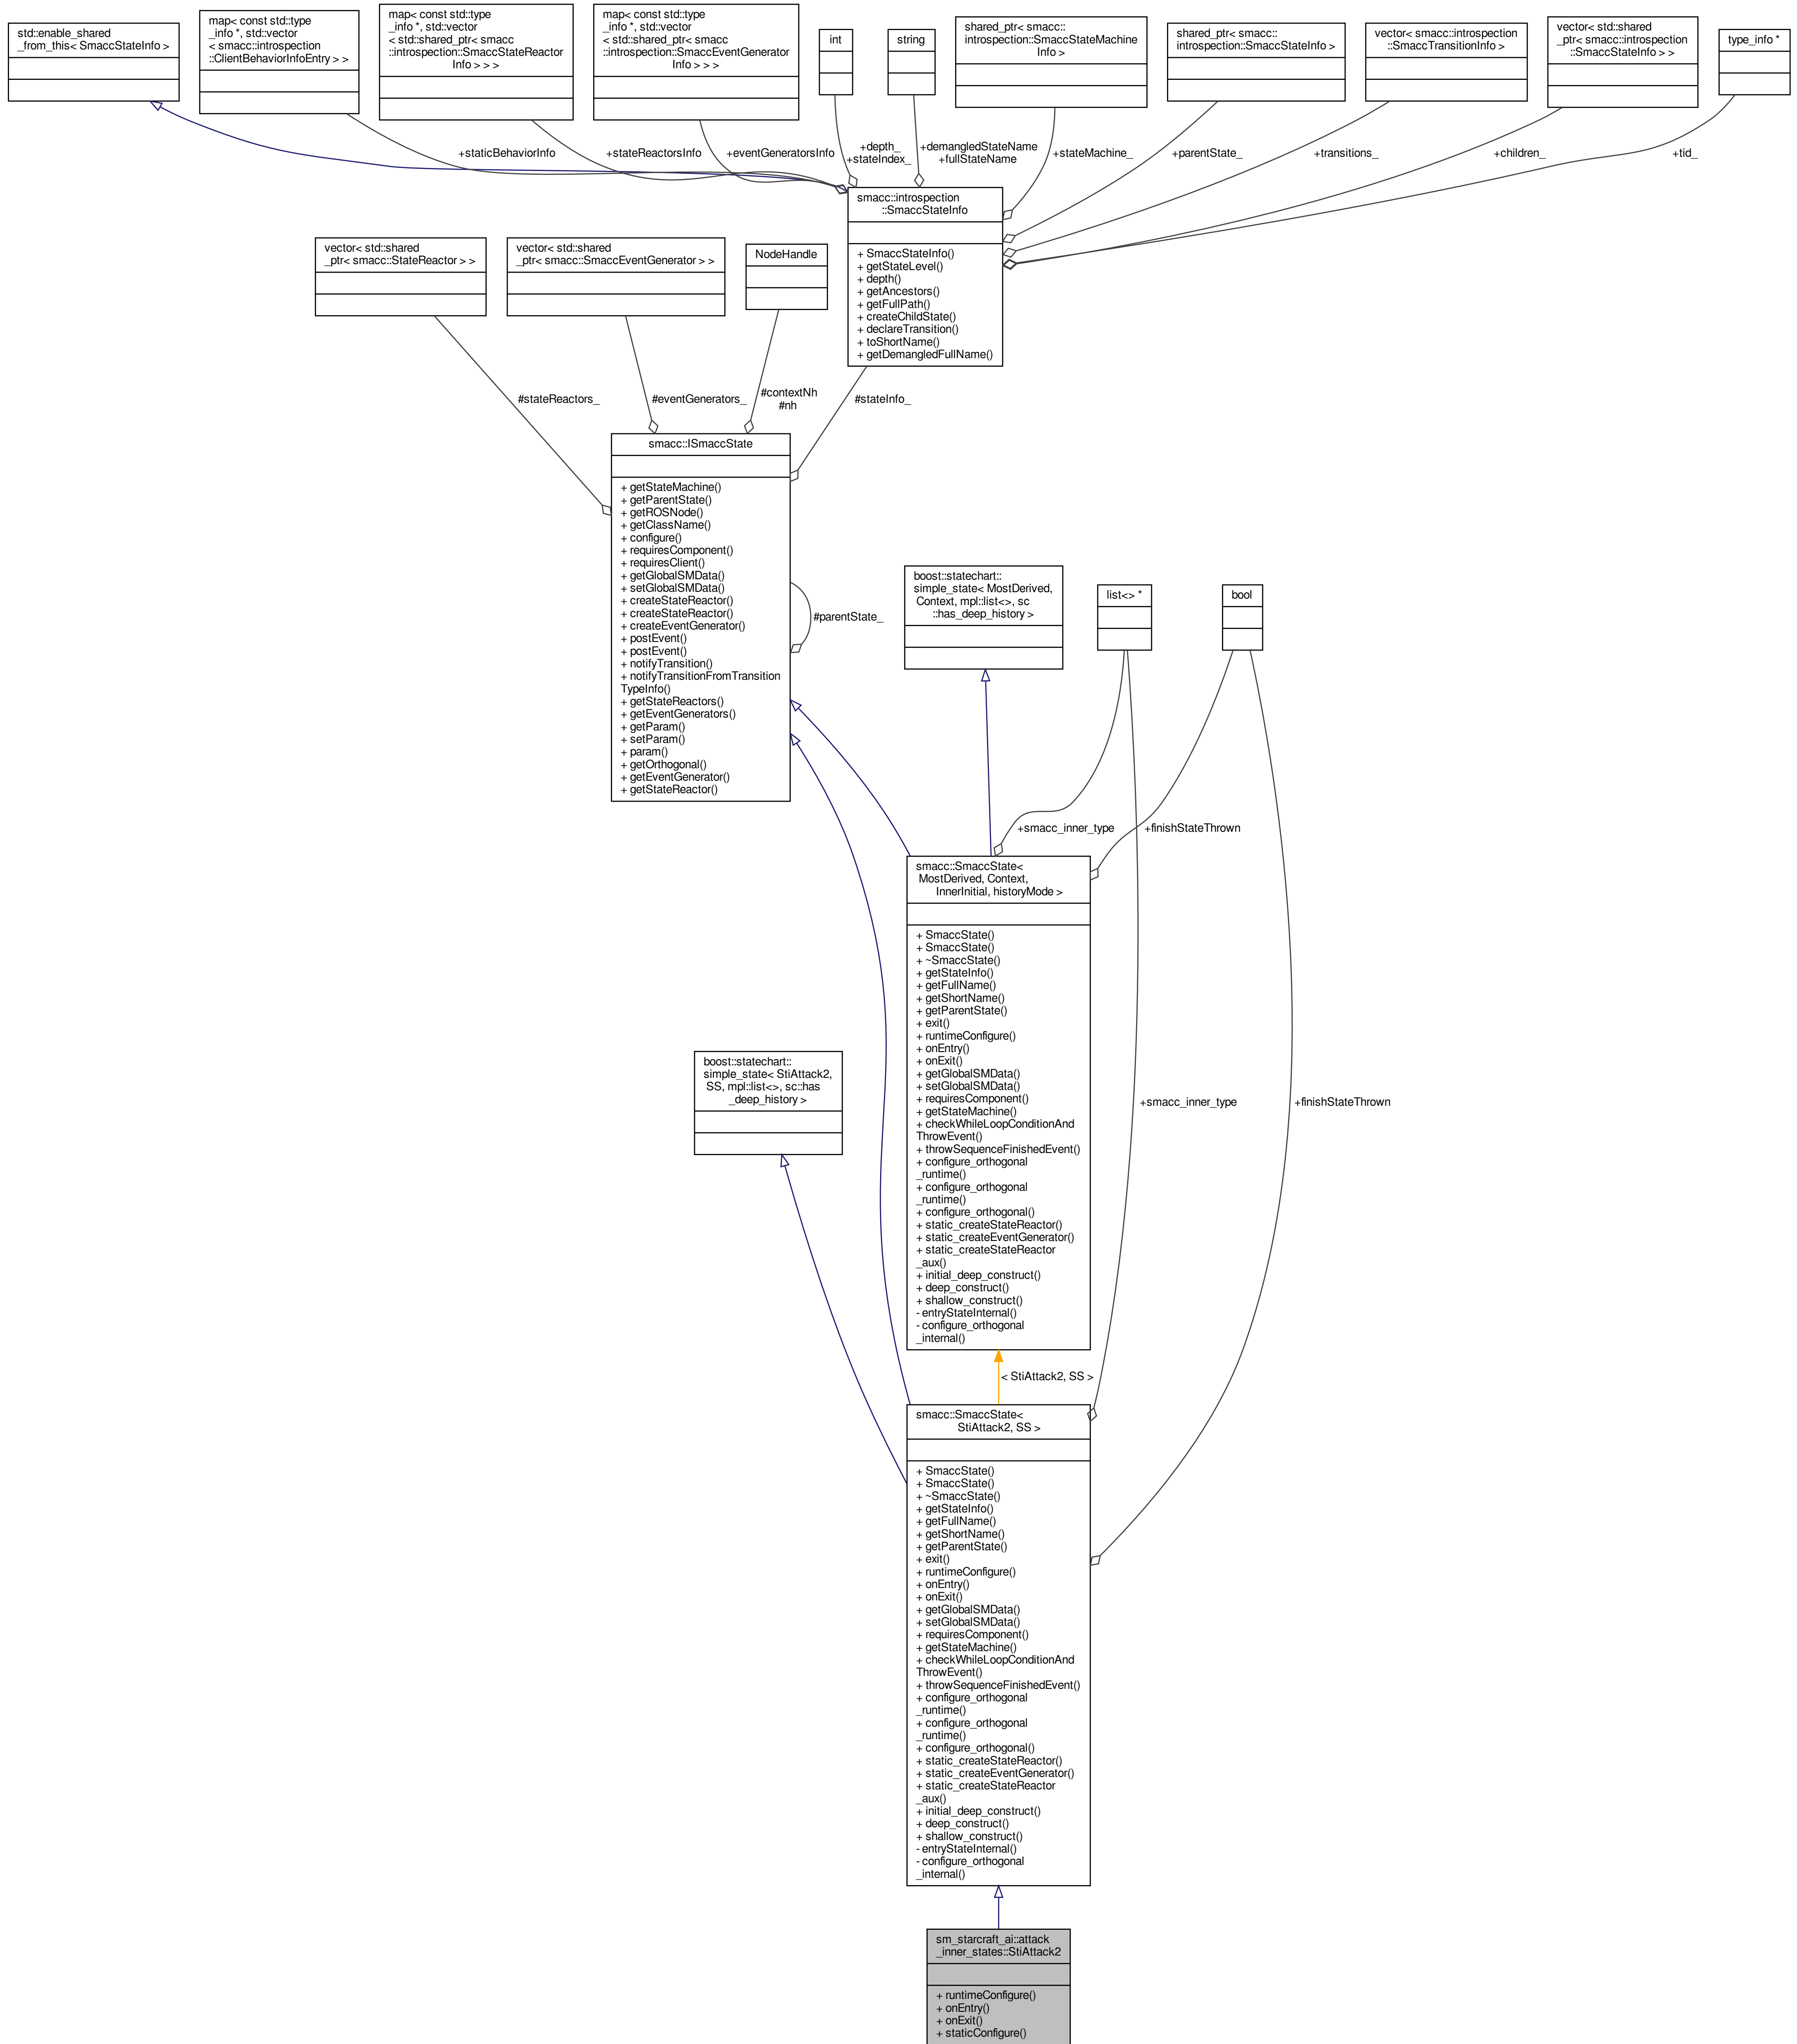 std::enable_shared
_from_this< SmaccStateInfo >
map< const std::type
_info *, std::vector
< smacc::introspection
::ClientBehaviorInfoEntry > >
map< const std::type
_info *, std::vector
< std::shared_ptr< smacc
::introspection::SmaccStateReactor
Info > > >
map< const std::type
_info *, std::vector
< std::shared_ptr< smacc
::introspection::SmaccEventGenerator
Info > > >
int
string
shared_ptr< smacc::
introspection::SmaccStateMachine
Info >
shared_ptr< smacc::
introspection::SmaccStateInfo >
vector< smacc::introspection
::SmaccTransitionInfo >
vector< std::shared
_ptr< smacc::introspection
::SmaccStateInfo > >
type_info *
+staticBehaviorInfo
+stateReactorsInfo
+eventGeneratorsInfo
+depth_
+stateIndex_
+demangledStateName
+fullStateName
+stateMachine_
+parentState_
+transitions_
+children_
+tid_
smacc::introspection
::SmaccStateInfo
+ SmaccStateInfo()
+ getStateLevel()
+ depth()
+ getAncestors()
+ getFullPath()
+ createChildState()
+ declareTransition()
+ toShortName()
+ getDemangledFullName()
vector< std::shared
_ptr< smacc::StateReactor > >
vector< std::shared
_ptr< smacc::SmaccEventGenerator > >
NodeHandle
#stateReactors_
#eventGenerators_
#contextNh
#nh
#stateInfo_
smacc::ISmaccState
+ getStateMachine()
+ getParentState()
+ getROSNode()
+ getClassName()
+ configure()
+ requiresComponent()
+ requiresClient()
+ getGlobalSMData()
+ setGlobalSMData()
+ createStateReactor()
+ createStateReactor()
+ createEventGenerator()
+ postEvent()
+ postEvent()
+ notifyTransition()
+ notifyTransitionFromTransition
TypeInfo()
+ getStateReactors()
+ getEventGenerators()
+ getParam()
+ setParam()
+ param()
+ getOrthogonal()
+ getEventGenerator()
+ getStateReactor()
#parentState_
boost::statechart::
simple_state< MostDerived,
Context, mpl::list<>, sc
::has_deep_history >
list<> *
bool
+smacc_inner_type
+finishStateThrown
smacc::SmaccState<
MostDerived, Context,
InnerInitial, historyMode >
+ SmaccState()
+ SmaccState()
+ ~SmaccState()
+ getStateInfo()
+ getFullName()
+ getShortName()
+ getParentState()
+ exit()
+ runtimeConfigure()
+ onEntry()
+ onExit()
+ getGlobalSMData()
+ setGlobalSMData()
+ requiresComponent()
+ getStateMachine()
+ checkWhileLoopConditionAnd
ThrowEvent()
+ throwSequenceFinishedEvent()
+ configure_orthogonal
_runtime()
+ configure_orthogonal
_runtime()
+ configure_orthogonal()
+ static_createStateReactor()
+ static_createEventGenerator()
+ static_createStateReactor
_aux()
+ initial_deep_construct()
+ deep_construct()
+ shallow_construct()
- entryStateInternal()
- configure_orthogonal
_internal()
boost::statechart::
simple_state< StiAttack2,
SS, mpl::list<>, sc::has
_deep_history >
+smacc_inner_type
+finishStateThrown
< StiAttack2, SS >
smacc::SmaccState<
StiAttack2, SS >
+ SmaccState()
+ SmaccState()
+ ~SmaccState()
+ getStateInfo()
+ getFullName()
+ getShortName()
+ getParentState()
+ exit()
+ runtimeConfigure()
+ onEntry()
+ onExit()
+ getGlobalSMData()
+ setGlobalSMData()
+ requiresComponent()
+ getStateMachine()
+ checkWhileLoopConditionAnd
ThrowEvent()
+ throwSequenceFinishedEvent()
+ configure_orthogonal
_runtime()
+ configure_orthogonal
_runtime()
+ configure_orthogonal()
+ static_createStateReactor()
+ static_createEventGenerator()
+ static_createStateReactor
_aux()
+ initial_deep_construct()
+ deep_construct()
+ shallow_construct()
- entryStateInternal()
- configure_orthogonal
_internal()
sm_starcraft_ai::attack
_inner_states::StiAttack2
+ runtimeConfigure()
+ onEntry()
+ onExit()
+ staticConfigure()